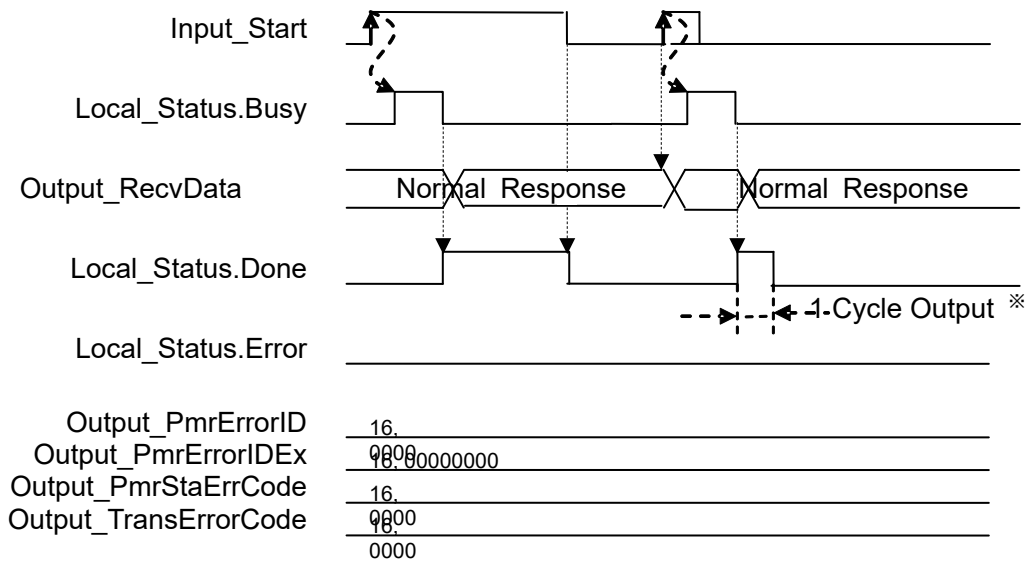 Input_Start
Local_Status.Busy
Output_RecvData
Normal Response
Normal Response
Local_Status.Done
1-Cycle Output ※
Local_Status.Error
Output_PmrErrorID
16,
0000
Output_PmrErrorIDEx
16, 00000000
Output_PmrStaErrCode
16,
0000
Output_TransErrorCode
16,
0000